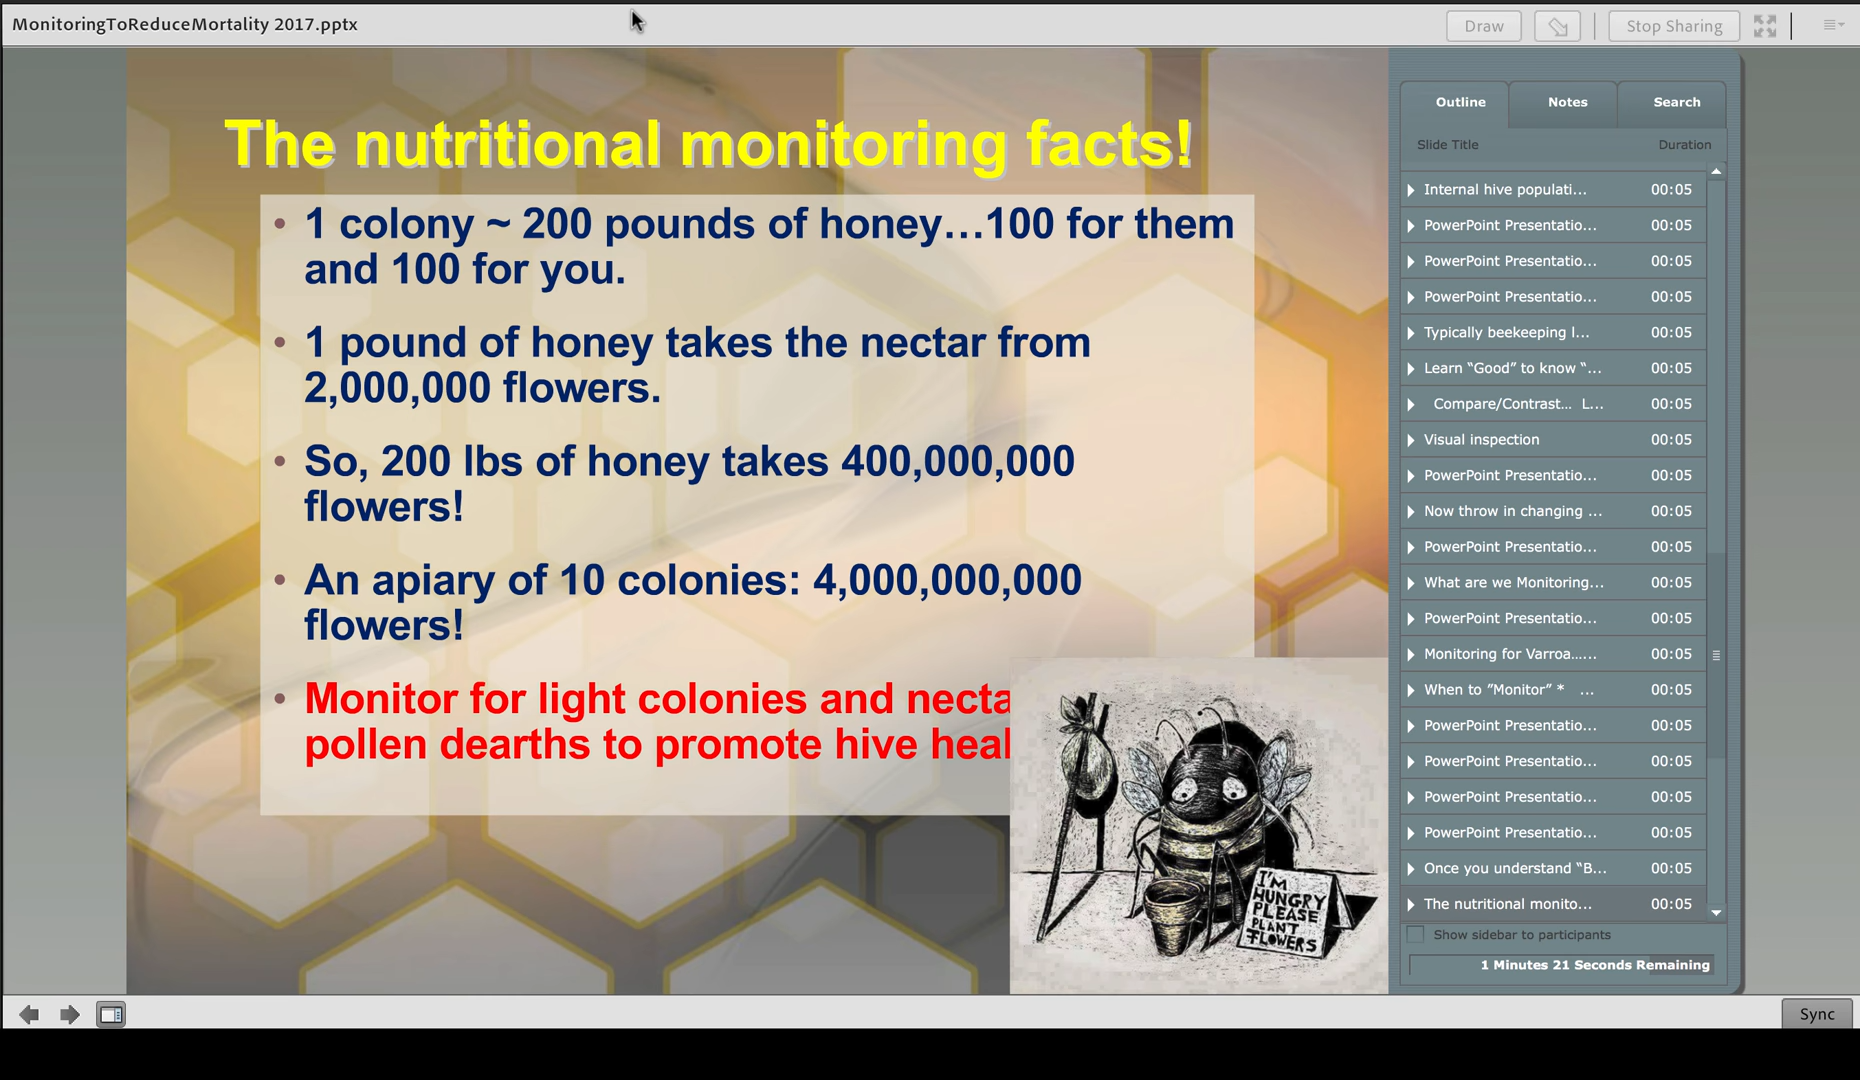 MonitoringToReduceMortality 2017.pptx
Draw
Stop Sharing
The nutritional monitoring facts!
• 1 colony ~ 200 pounds of honey…100 for them
and 100 for you.
• 1 pound of honey takes the nectar from
2,000,000 flowers.
• So, 200 lbs of honey takes 400,000,000
flowers!
• An apiary of 10 colonies: 4,000,000,000
flowers!
• Monitor for light colonies and necta
pollen dearths to promote hive heal
I'M
HUNGRY
PLEASE
PLANT
FLOWERS
Outline Notes Search
Slide Title Duration
Internal hive populati... 00:05
PowerPoint Presentatio... 00:05
PowerPoint Presentatio... 00:05
PowerPoint Presentatio... 00:05
Typically beekeeping l... 00:05
Learn “Good” to know “... 00:05
Compare/Contrast... L... 00:05
Visual inspection 00:05
PowerPoint Presentatio... 00:05
Now throw in changing ... 00:05
PowerPoint Presentatio... 00:05
What are we Monitoring... 00:05
PowerPoint Presentatio... 00:05
Monitoring for Varroa...... 00:05
When to ”Monitor” * ... 00:05
PowerPoint Presentatio... 00:05
PowerPoint Presentatio... 00:05
PowerPoint Presentatio... 00:05
PowerPoint Presentatio... 00:05
Once you understand “B... 00:05
The nutritional monito... 00:05
Show sidebar to participants
1 Minutes 21 Seconds Remaining
Sync